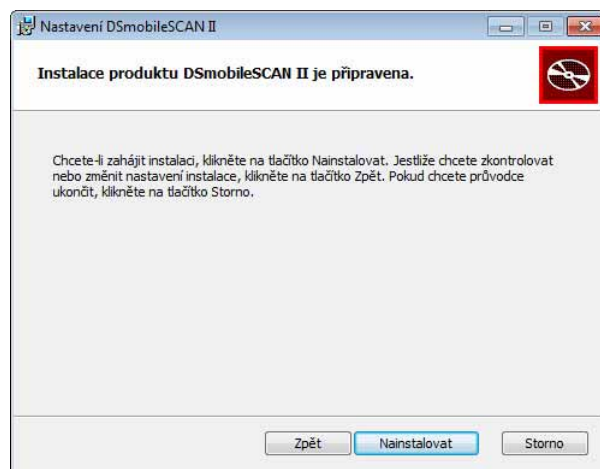 Nastavení DSmobileSCAN II
Instalace produktu DSmobileSCAN II je připravena.
Chcete-li zahájit instalaci, klikněte na tlačítko Nainstalovat. Jestliže chcete zkontrolovat
nebo změnit nastavení instalace, klikněte na tlačítko Zpět. Pokud chcete průvodce
ukončit, klikněte na tlačítko Storno.
Zpět Nainstalovat Storno